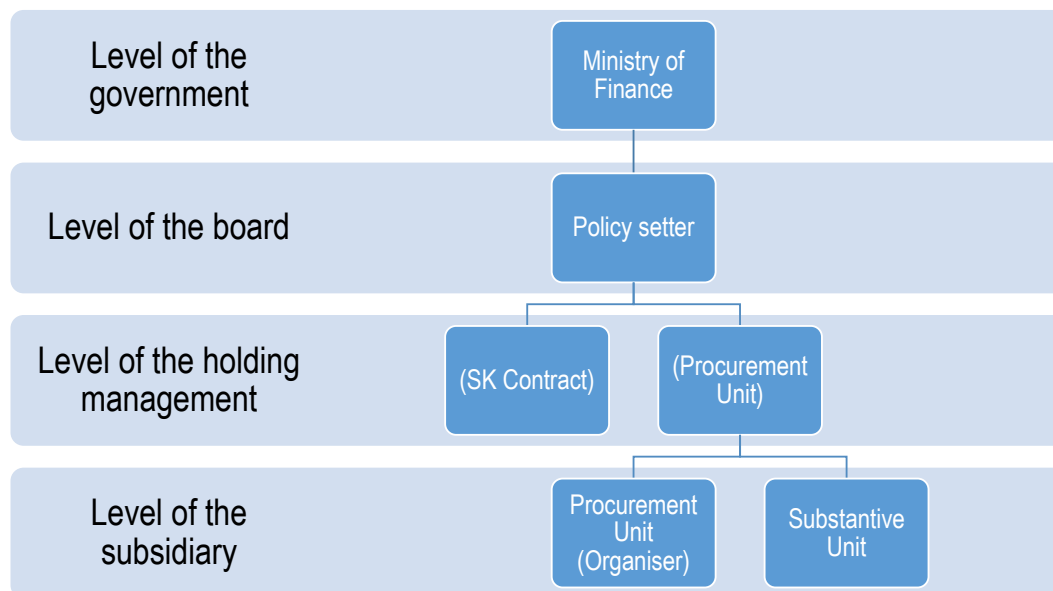 Level of the
government
Ministry of
Finance
Level of the board
Policy setter
Level of the holding
management
(SK Contract)
(Procurement
Unit)
Level of the
subsidiary
Procurement
Unit
(Organiser)
Substantive
Unit